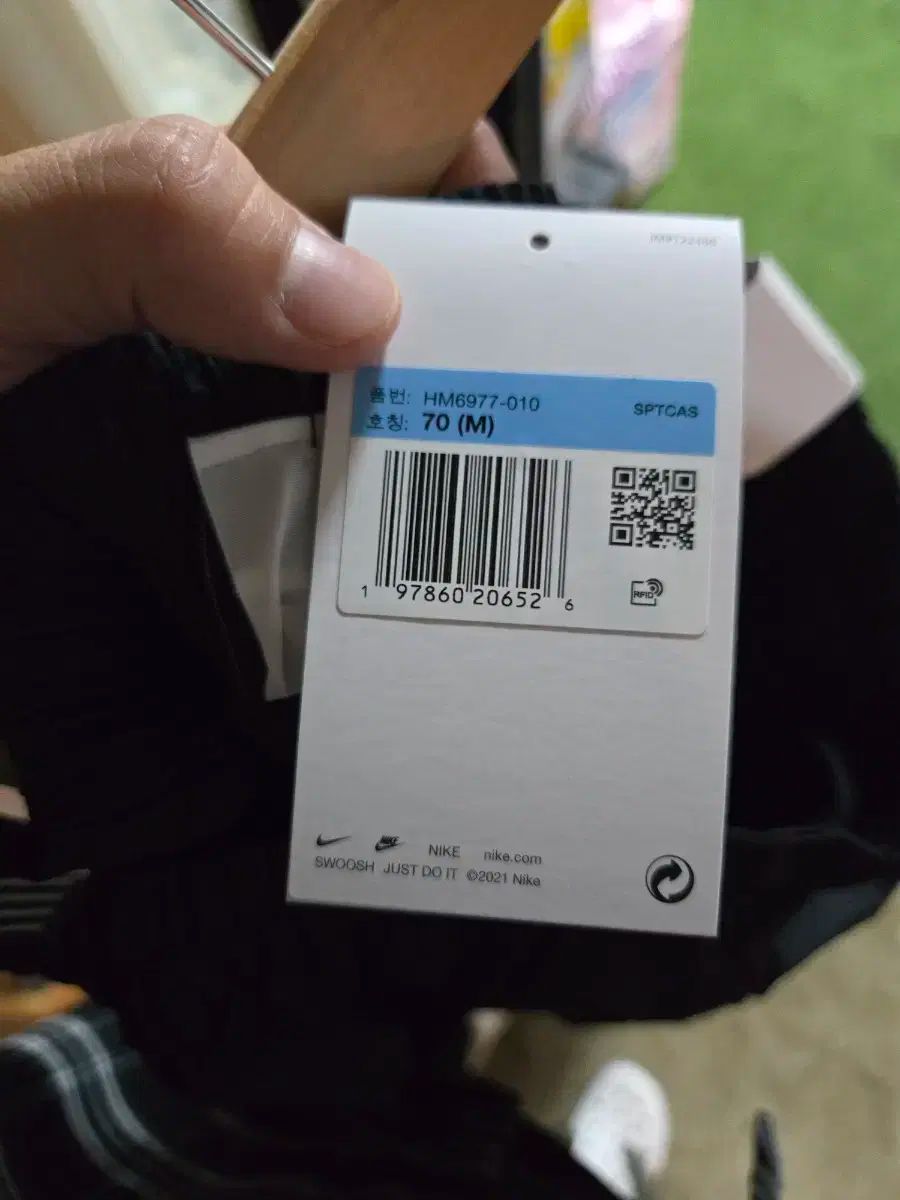 품번: HM6977-010
호칭: 70 (M)
SPTCAS
1 97860 20652 6
RFID
NIKE nike.com
SWOOSH JUST DO IT ©2021 Nike